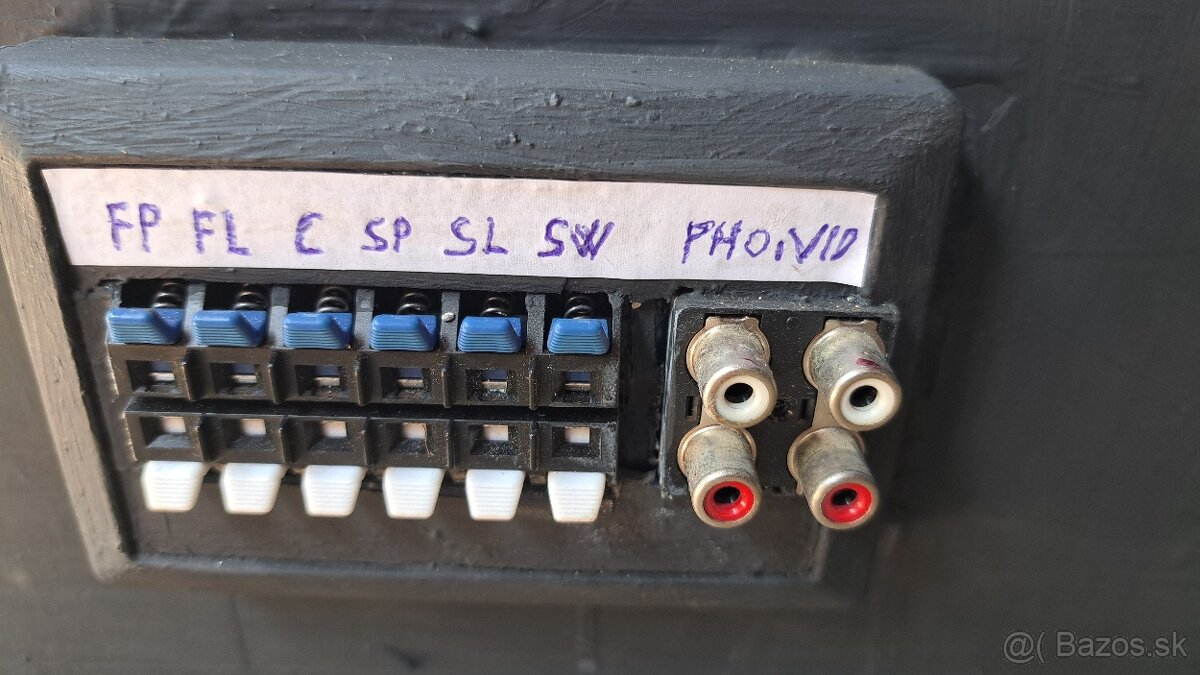 FP FL C SP SL SW PHO,VID
@( Bazos.sk